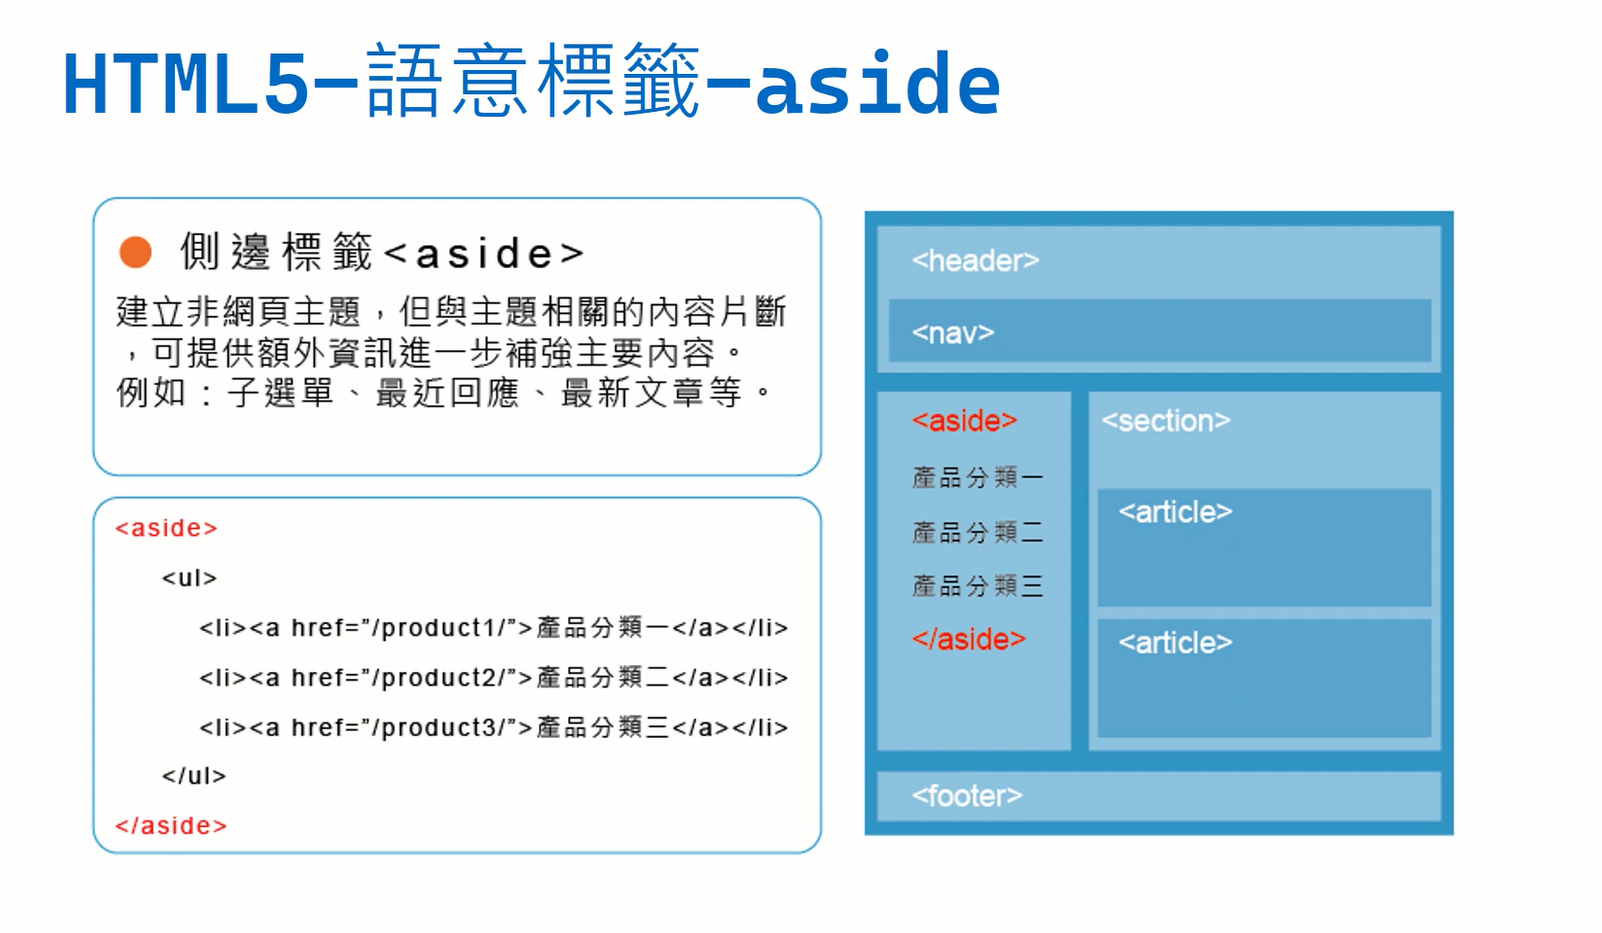 HTML5-語意標籤-aside
側邊標籤<aside>
建立非網頁主題，但與主題相關的內容片斷
，可提供額外資訊進一步補強主要內容。
例如：子選單、最近回應、最新文章等。
<aside>
<ul>
<li><a href=”/product1/”>產品分類一</a></li>
<li><a href=”/product2/”>產品分類二</a></li>
<li><a href=”/product3/”>產品分類三</a></li>
</ul>
</aside>
<header>
<nav>
<aside>
產品分類一
產品分類二
產品分類三
</aside>
<section>
<article>
<article>
<footer>